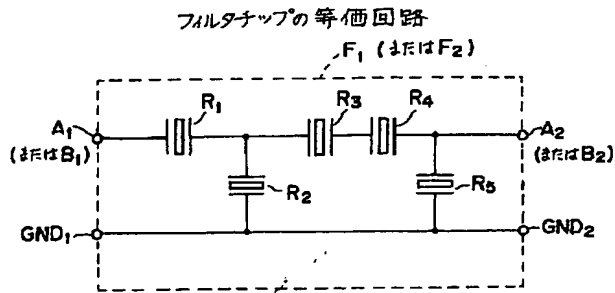 フィルタチップの等価回路
F₁ (またはF₂)
R₁
R₃
R₄
A₁
(またはB₁)
A₂
(またはB₂)
R₂
R₅
GND₁
GND₂